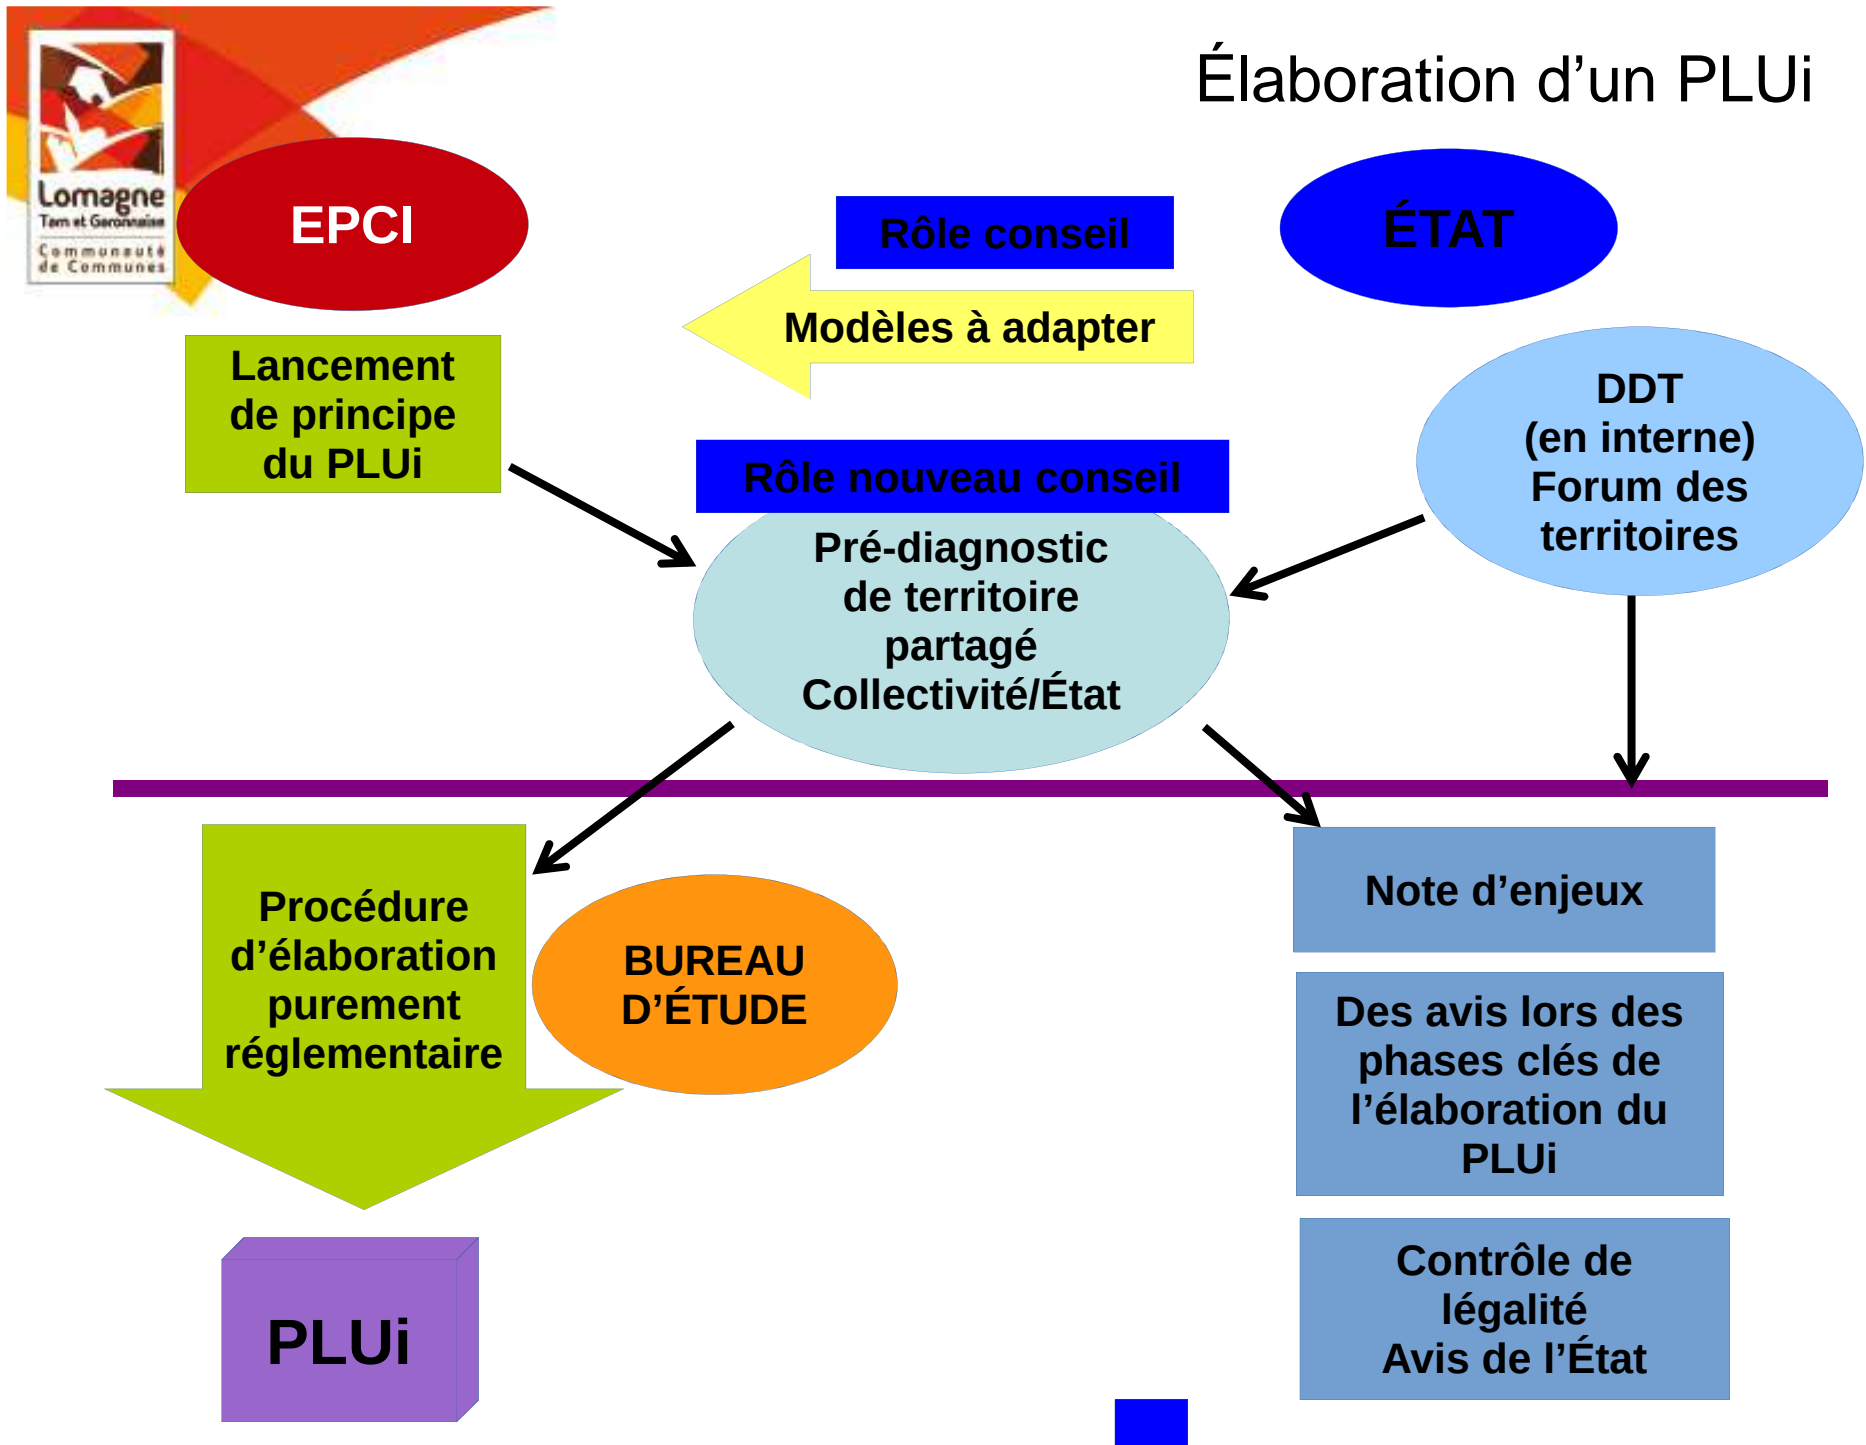 Élaboration d’un PLUi
Lomagne
Tarn et Garonnaise
Communauté
de Communes
EPCI
Rôle conseil
ÉTAT
Modèles à adapter
Lancement
de principe
du PLUi
DDT
(en interne)
Forum des
territoires
Rôle nouveau conseil
Pré-diagnostic
de territoire
partagé
Collectivité/État
Procédure
d’élaboration
purement
réglementaire
BUREAU
D’ÉTUDE
Note d’enjeux
Des avis lors des
phases clés de
l’élaboration du
PLUi
PLUi
Contrôle de
légalité
Avis de l’État